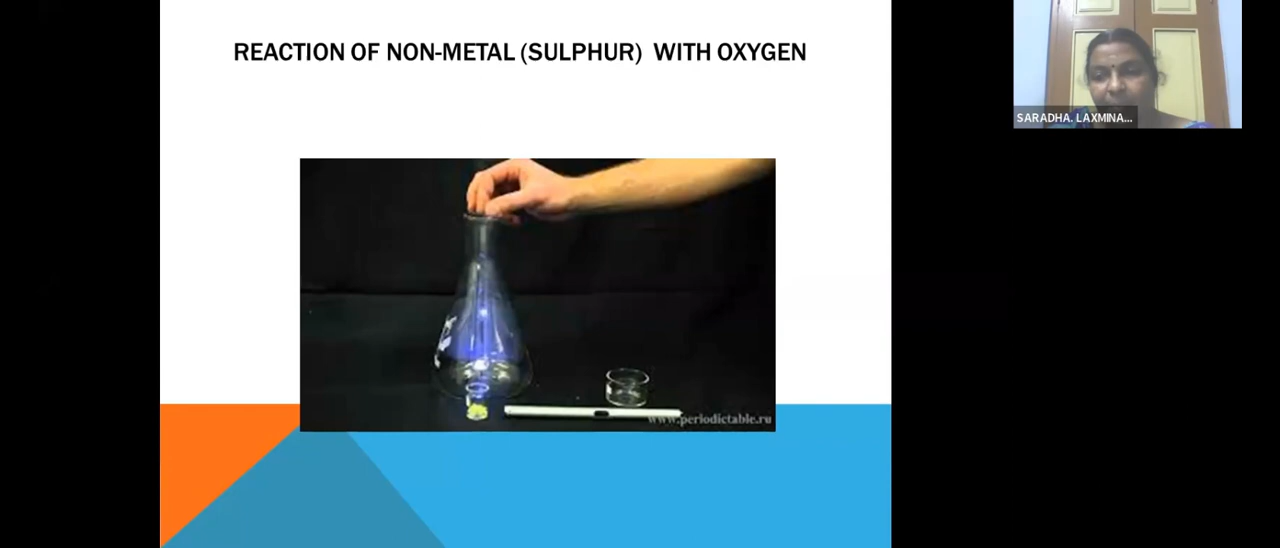 REACTION OF NON-METAL (SULPHUR) WITH OXYGEN
SARADHA. LAXMINA...
www.periodictable.ru